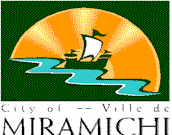 City of -- Ville de
MIRAMICHI